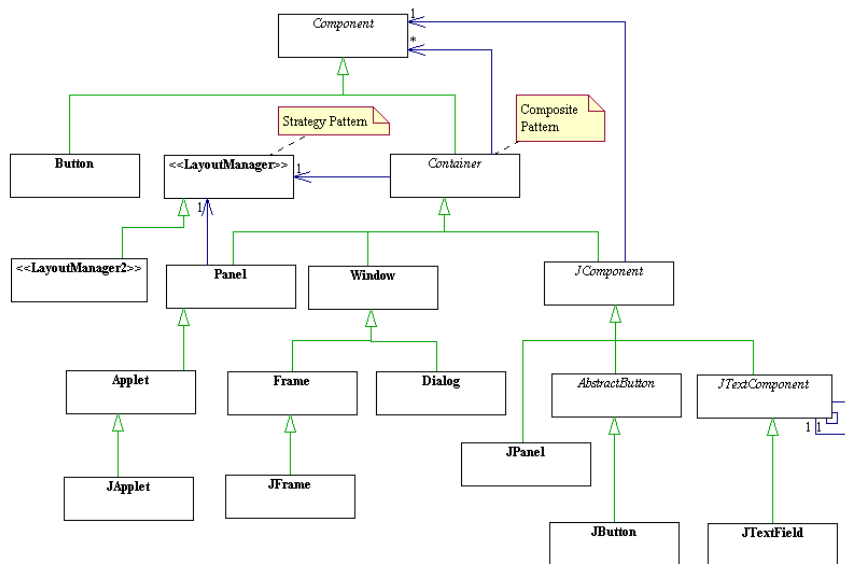 Component
1
*
Strategy Pattern
Composite
Pattern
Button
<<LayoutManager>>
1
Container
1
<<LayoutManager2>>
Panel
Window
JComponent
Applet
Frame
Dialog
AbstractButton
JTextComponent
1 1
JPanel
JApplet
JFrame
JButton
JTextField